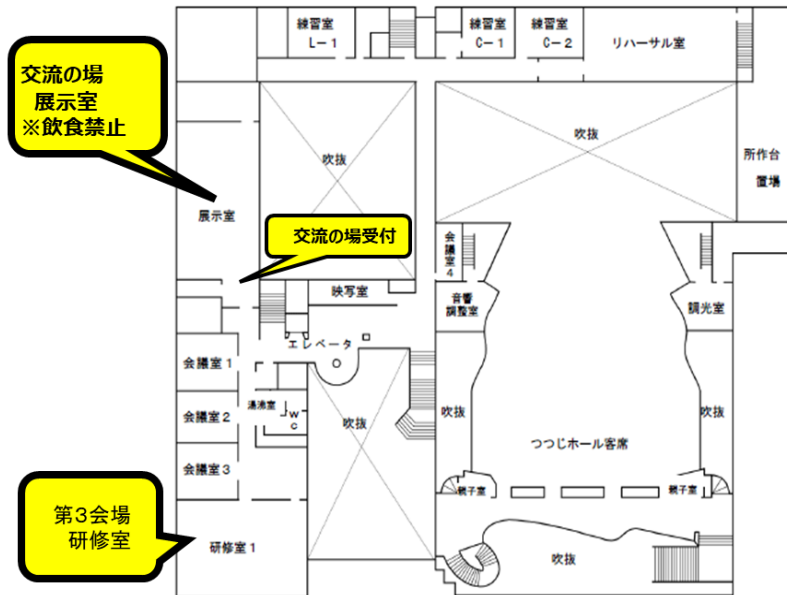 練習室
L-1
練習室
C-1
練習室
C-2
リハーサル室
交流の場
展示室
※飲食禁止
吹抜
吹抜
所作台
置場
展示室
交流の場受付
会議室4
映写室
音響
調整室
調光室
エレベータ
会議室1
湯沸室
WC
会議室2
吹抜
吹抜
吹抜
つつじホール客席
会議室3
親子室
親子室
第3会場
研修室
研修室1
吹抜